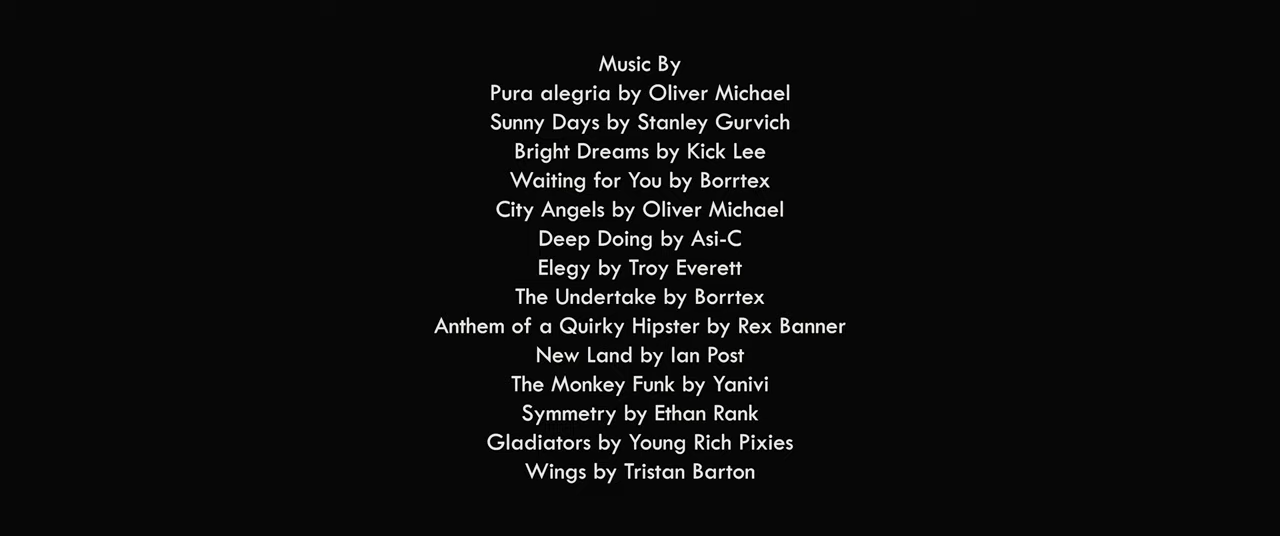 Music By
Pura alegria by Oliver Michael
Sunny Days by Stanley Gurvich
Bright Dreams by Kick Lee
Waiting for You by Borrtex
City Angels by Oliver Michael
Deep Doing by Asi-C
Elegy by Troy Everett
The Undertake by Borrtex
Anthem of a Quirky Hipster by Rex Banner
New Land by Ian Post
The Monkey Funk by Yanivi
Symmetry by Ethan Rank
Gladiators by Young Rich Pixies
Wings by Tristan Barton